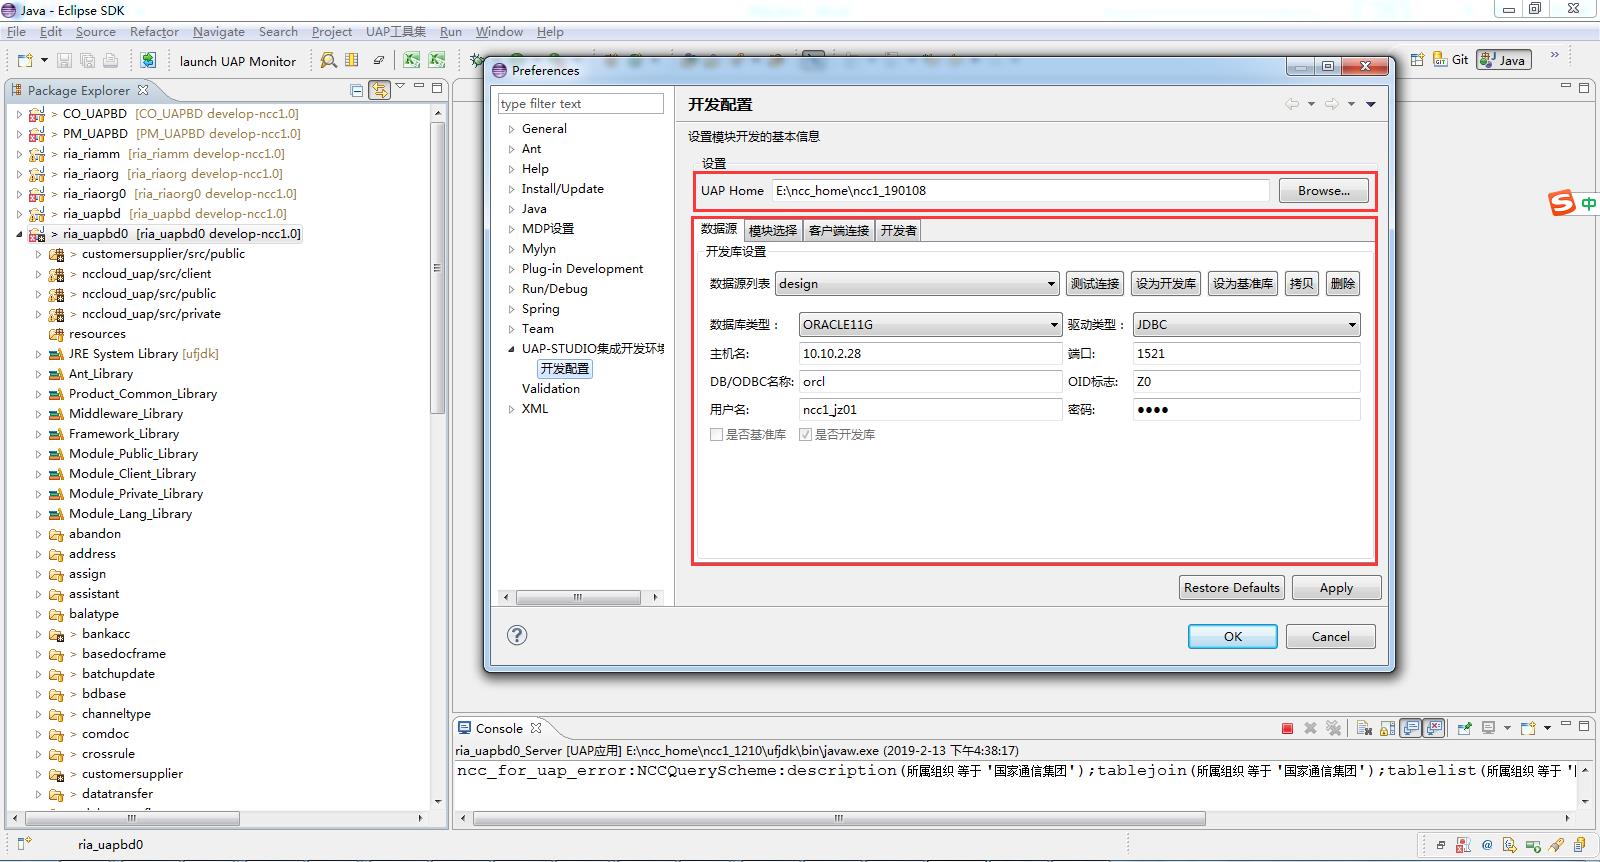 Java - Eclipse SDK
File Edit Source Refactor Navigate Search Project UAP工具集 Run Window Help
launch UAP Monitor
Git
Java
Package Explorer
> CO_UAPBD [CO_UAPBD develop-ncc1.0]
> PM_UAPBD [PM_UAPBD develop-ncc1.0]
> ria_riamm [ria_riamm develop-ncc1.0]
> ria_riaorg [ria_riaorg develop-ncc1.0]
> ria_riaorg0 [ria_riaorg0 develop-ncc1.0]
> ria_uapbd [ria_uapbd develop-ncc1.0]
> ria_uapbd0 [ria_uapbd0 develop-ncc1.0]
> customersupplier/src/public
> nccloud_uap/src/client
> nccloud_uap/src/public
> nccloud_uap/src/private
resources
JRE System Library [ufjdk]
Ant_Library
Product_Common_Library
Middleware_Library
Framework_Library
Module_Public_Library
Module_Client_Library
Module_Private_Library
Module_Lang_Library
abandon
address
assign
assistant
balatype
> bankacc
> basedocframe
> batchupdate
> bdbase
> channeltype
> comdoc
> crossrule
> customersupplier
> datatransfer
Preferences
type filter text
General
Ant
Help
Install/Update
Java
MDP设置
Mylyn
Plug-in Development
Run/Debug
Spring
Team
UAP-STUDIO集成开发环境
开发配置
Validation
XML
开发配置
设置模块开发的基本信息
设置
UAP Home E:\ncc_home\ncc1_190108 Browse...
数据源 模块选择 客户端连接 开发者
开发库设置
数据源列表 design 测试连接 设为开发库 设为基准库 拷贝 删除
数据库类型： ORACLE11G 驱动类型： JDBC
主机名: 10.10.2.28 端口: 1521
DB/ODBC名称: orcl OID标志: Z0
用户名: ncc1_jz01 密码: ●●●●
是否基准库 是否开发库
Restore Defaults Apply
OK Cancel
中
Console
ria_uapbd0_Server [UAP应用] E:\ncc_home\ncc1_1210\ufjdk\bin\javaw.exe (2019-2-13 下午4:38:17)
ncc_for_uap_error:NCCQueryScheme:description(所属组织 等于 '国家通信集团');tablejoin(所属组织 等于 '国家通信集团');tablelist(所属组织 等于 '
ria_uapbd0